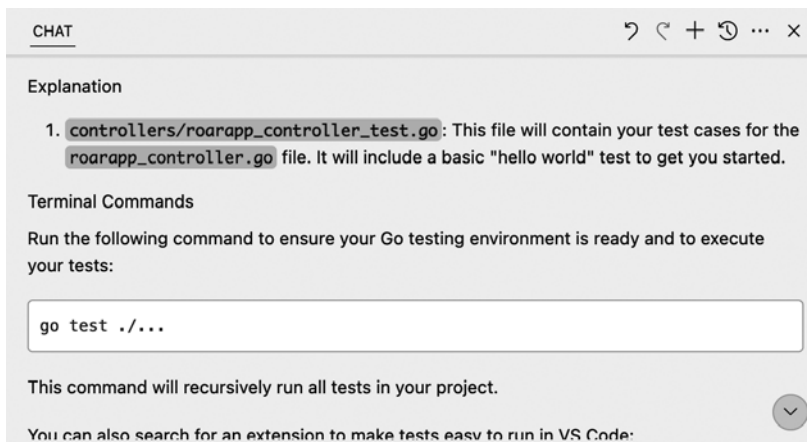 CHAT
Explanation
1. controllers/roarapp_controller_test.go: This file will contain your test cases for the
roarapp_controller.go file. It will include a basic "hello world" test to get you started.
Terminal Commands
Run the following command to ensure your Go testing environment is ready and to execute
your tests:
go test ./...
This command will recursively run all tests in your project.
You can also search for an extension to make tests easy to run in VS Code: